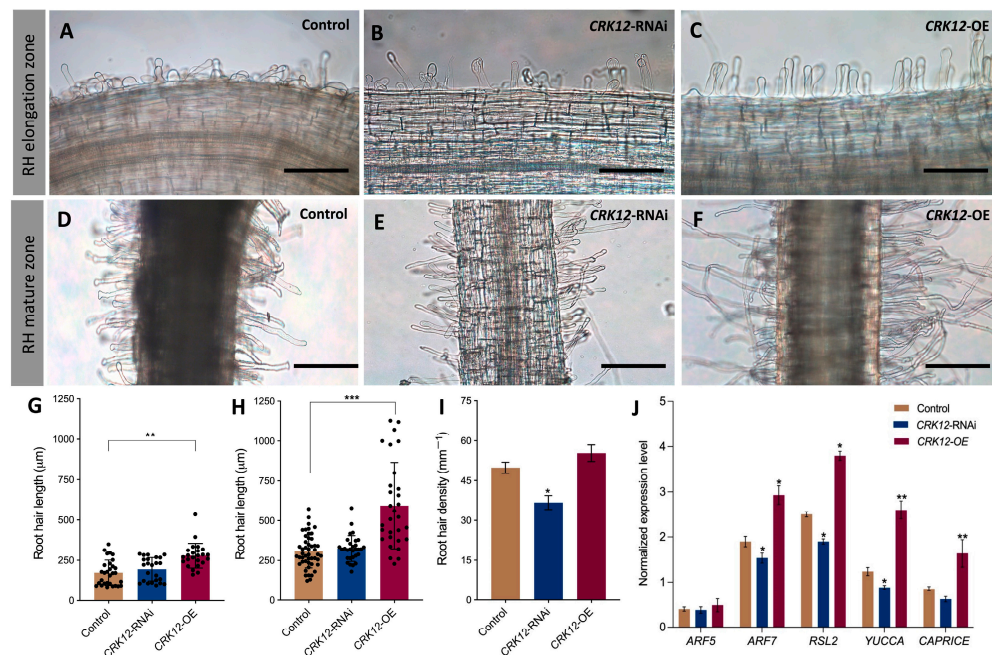 RH elongation zone
A
Control
B
CRK12-RNAi
C
CRK12-OE
RH mature zone
D
Control
E
CRK12-RNAi
F
CRK12-OE
G
Root hair length (μm)
1250
1000
750
500
250
0
**
Control
CRK12-RNAi
CRK12-OE
H
Root hair length (μm)
1250
1000
750
500
250
0
***
Control
CRK12-RNAi
CRK12-OE
I
Root hair density (mm⁻¹)
75
60
45
30
15
0
*
Control
CRK12-RNAi
CRK12-OE
J
Normalized expression level
5
4
3
2
1
0
Control
CRK12-RNAi
CRK12-OE
* * * * ** * **
ARF5 ARF7 RSL2 YUCCA CAPRICE